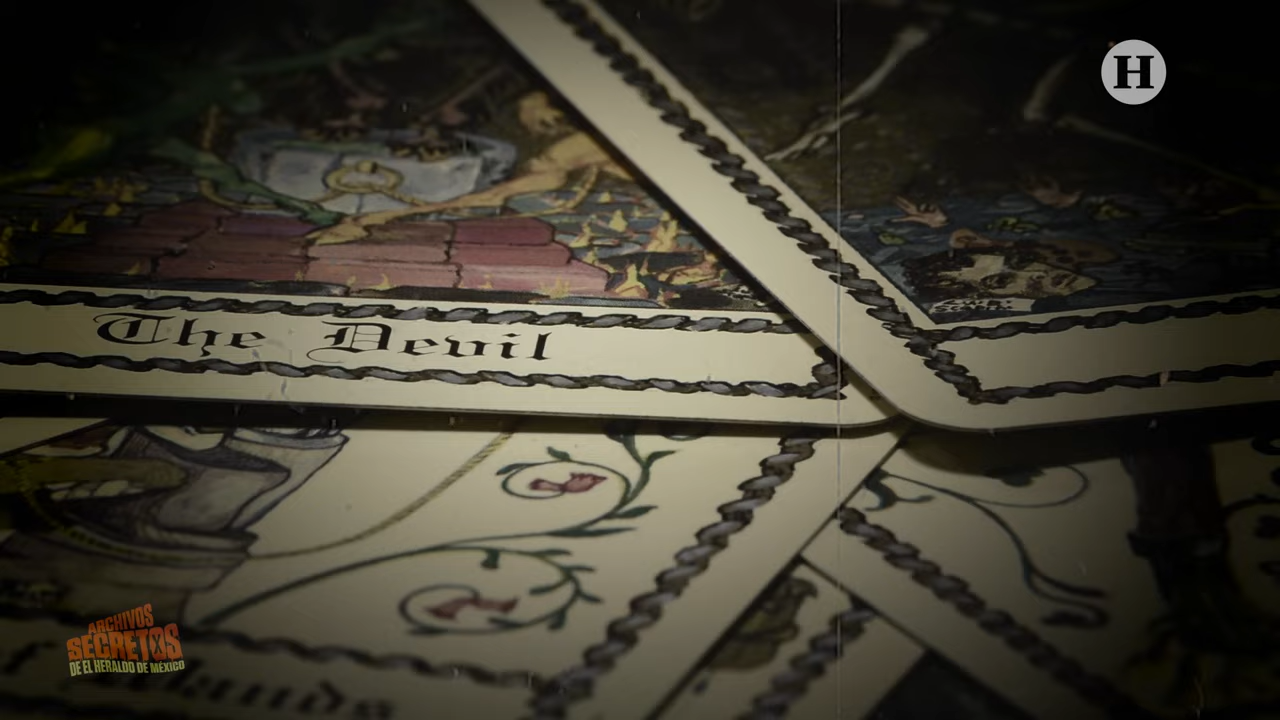 H
The Devil
ARCHIVOS
SECRETOS
DE EL HERALDO DE MÉXICO